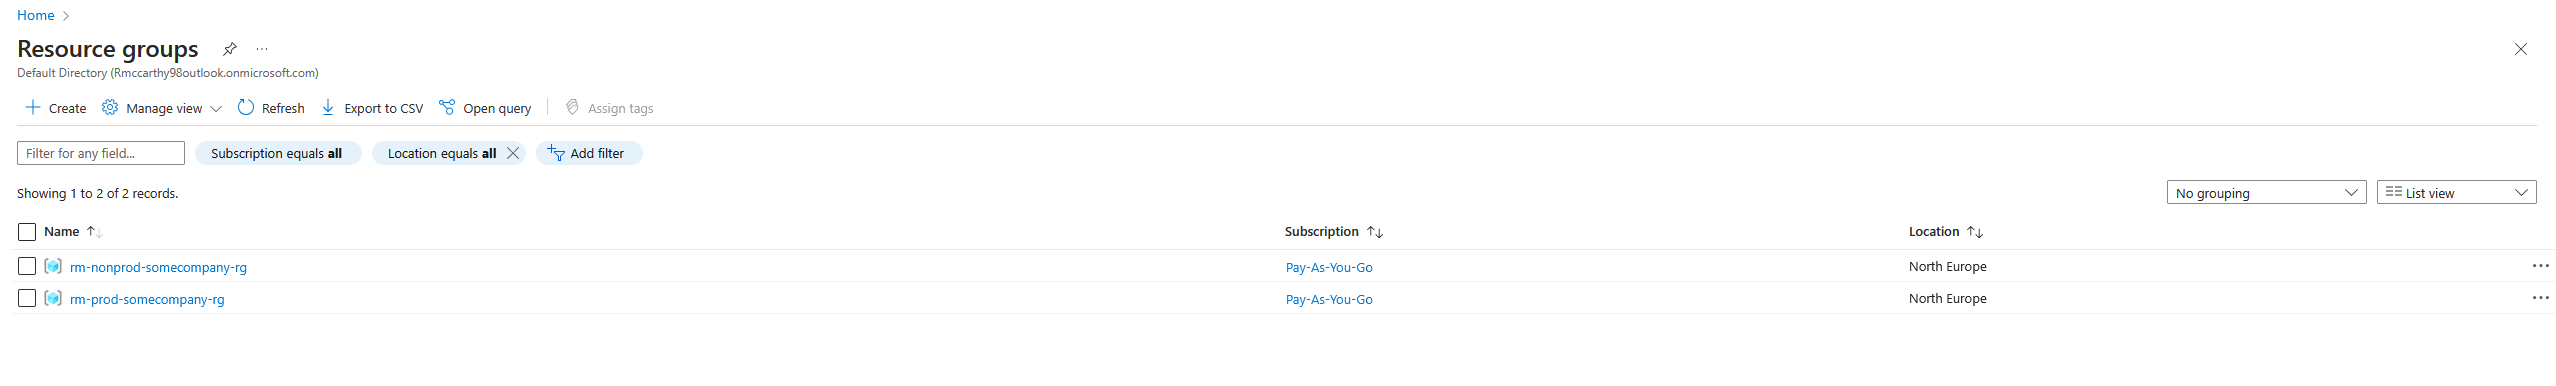 Home
Resource groups
Default Directory (Rmccarthy98outlook.onmicrosoft.com)
Create Manage view Refresh Export to CSV Open query Assign tags
Filter for any field... Subscription equals all Location equals all Add filter
Showing 1 to 2 of 2 records. No grouping List view
Name Subscription Location
rm-nonprod-somecompany-rg Pay-As-You-Go North Europe
rm-prod-somecompany-rg Pay-As-You-Go North Europe